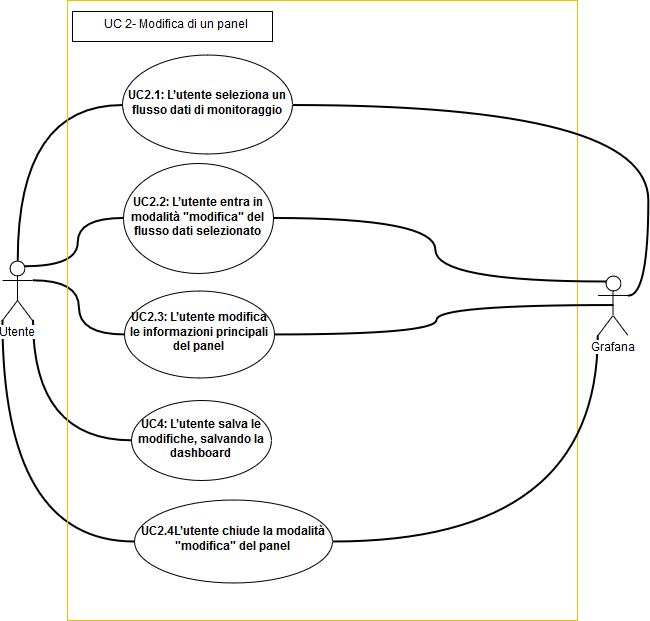 UC 2- Modifica di un panel
UC2.1: L'utente seleziona un
flusso dati di monitoraggio
UC2.2: L'utente entra in
modalità "modifica" del
flusso dati selezionato
UC2.3: L'utente modifica
le informazioni principali
del panel
Utente
Grafana
UC4: L'utente salva le
modifiche, salvando la
dashboard
UC2.4L'utente chiude la modalità
"modifica" del panel